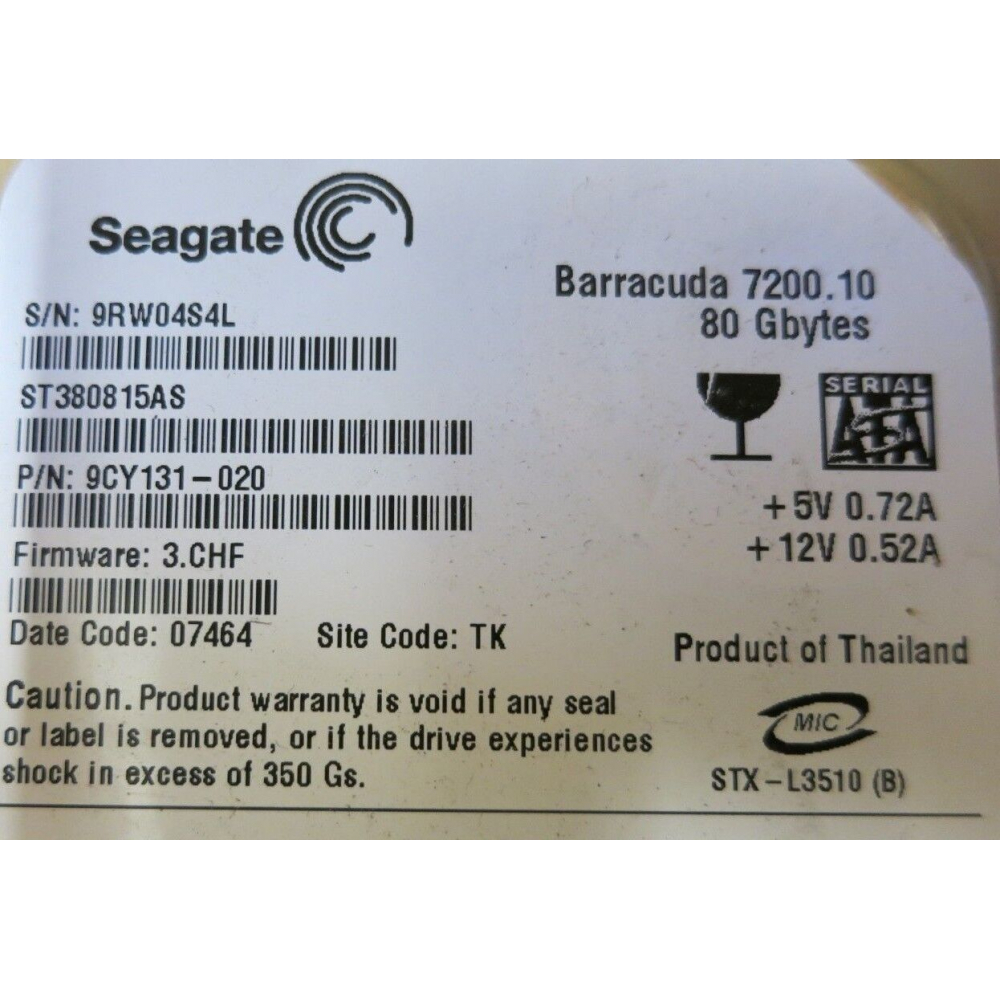 Seagate
Barracuda 7200.10
80 Gbytes
S/N: 9RW04S4L
ST380815AS
SERIAL
ATA
P/N: 9CY131-020
+5V 0.72A
+12V 0.52A
Firmware: 3.CHF
Date Code: 07464 Site Code: TK
Product of Thailand
Caution. Product warranty is void if any seal
or label is removed, or if the drive experiences
shock in excess of 350 Gs.
MIC
STX-L3510 (B)